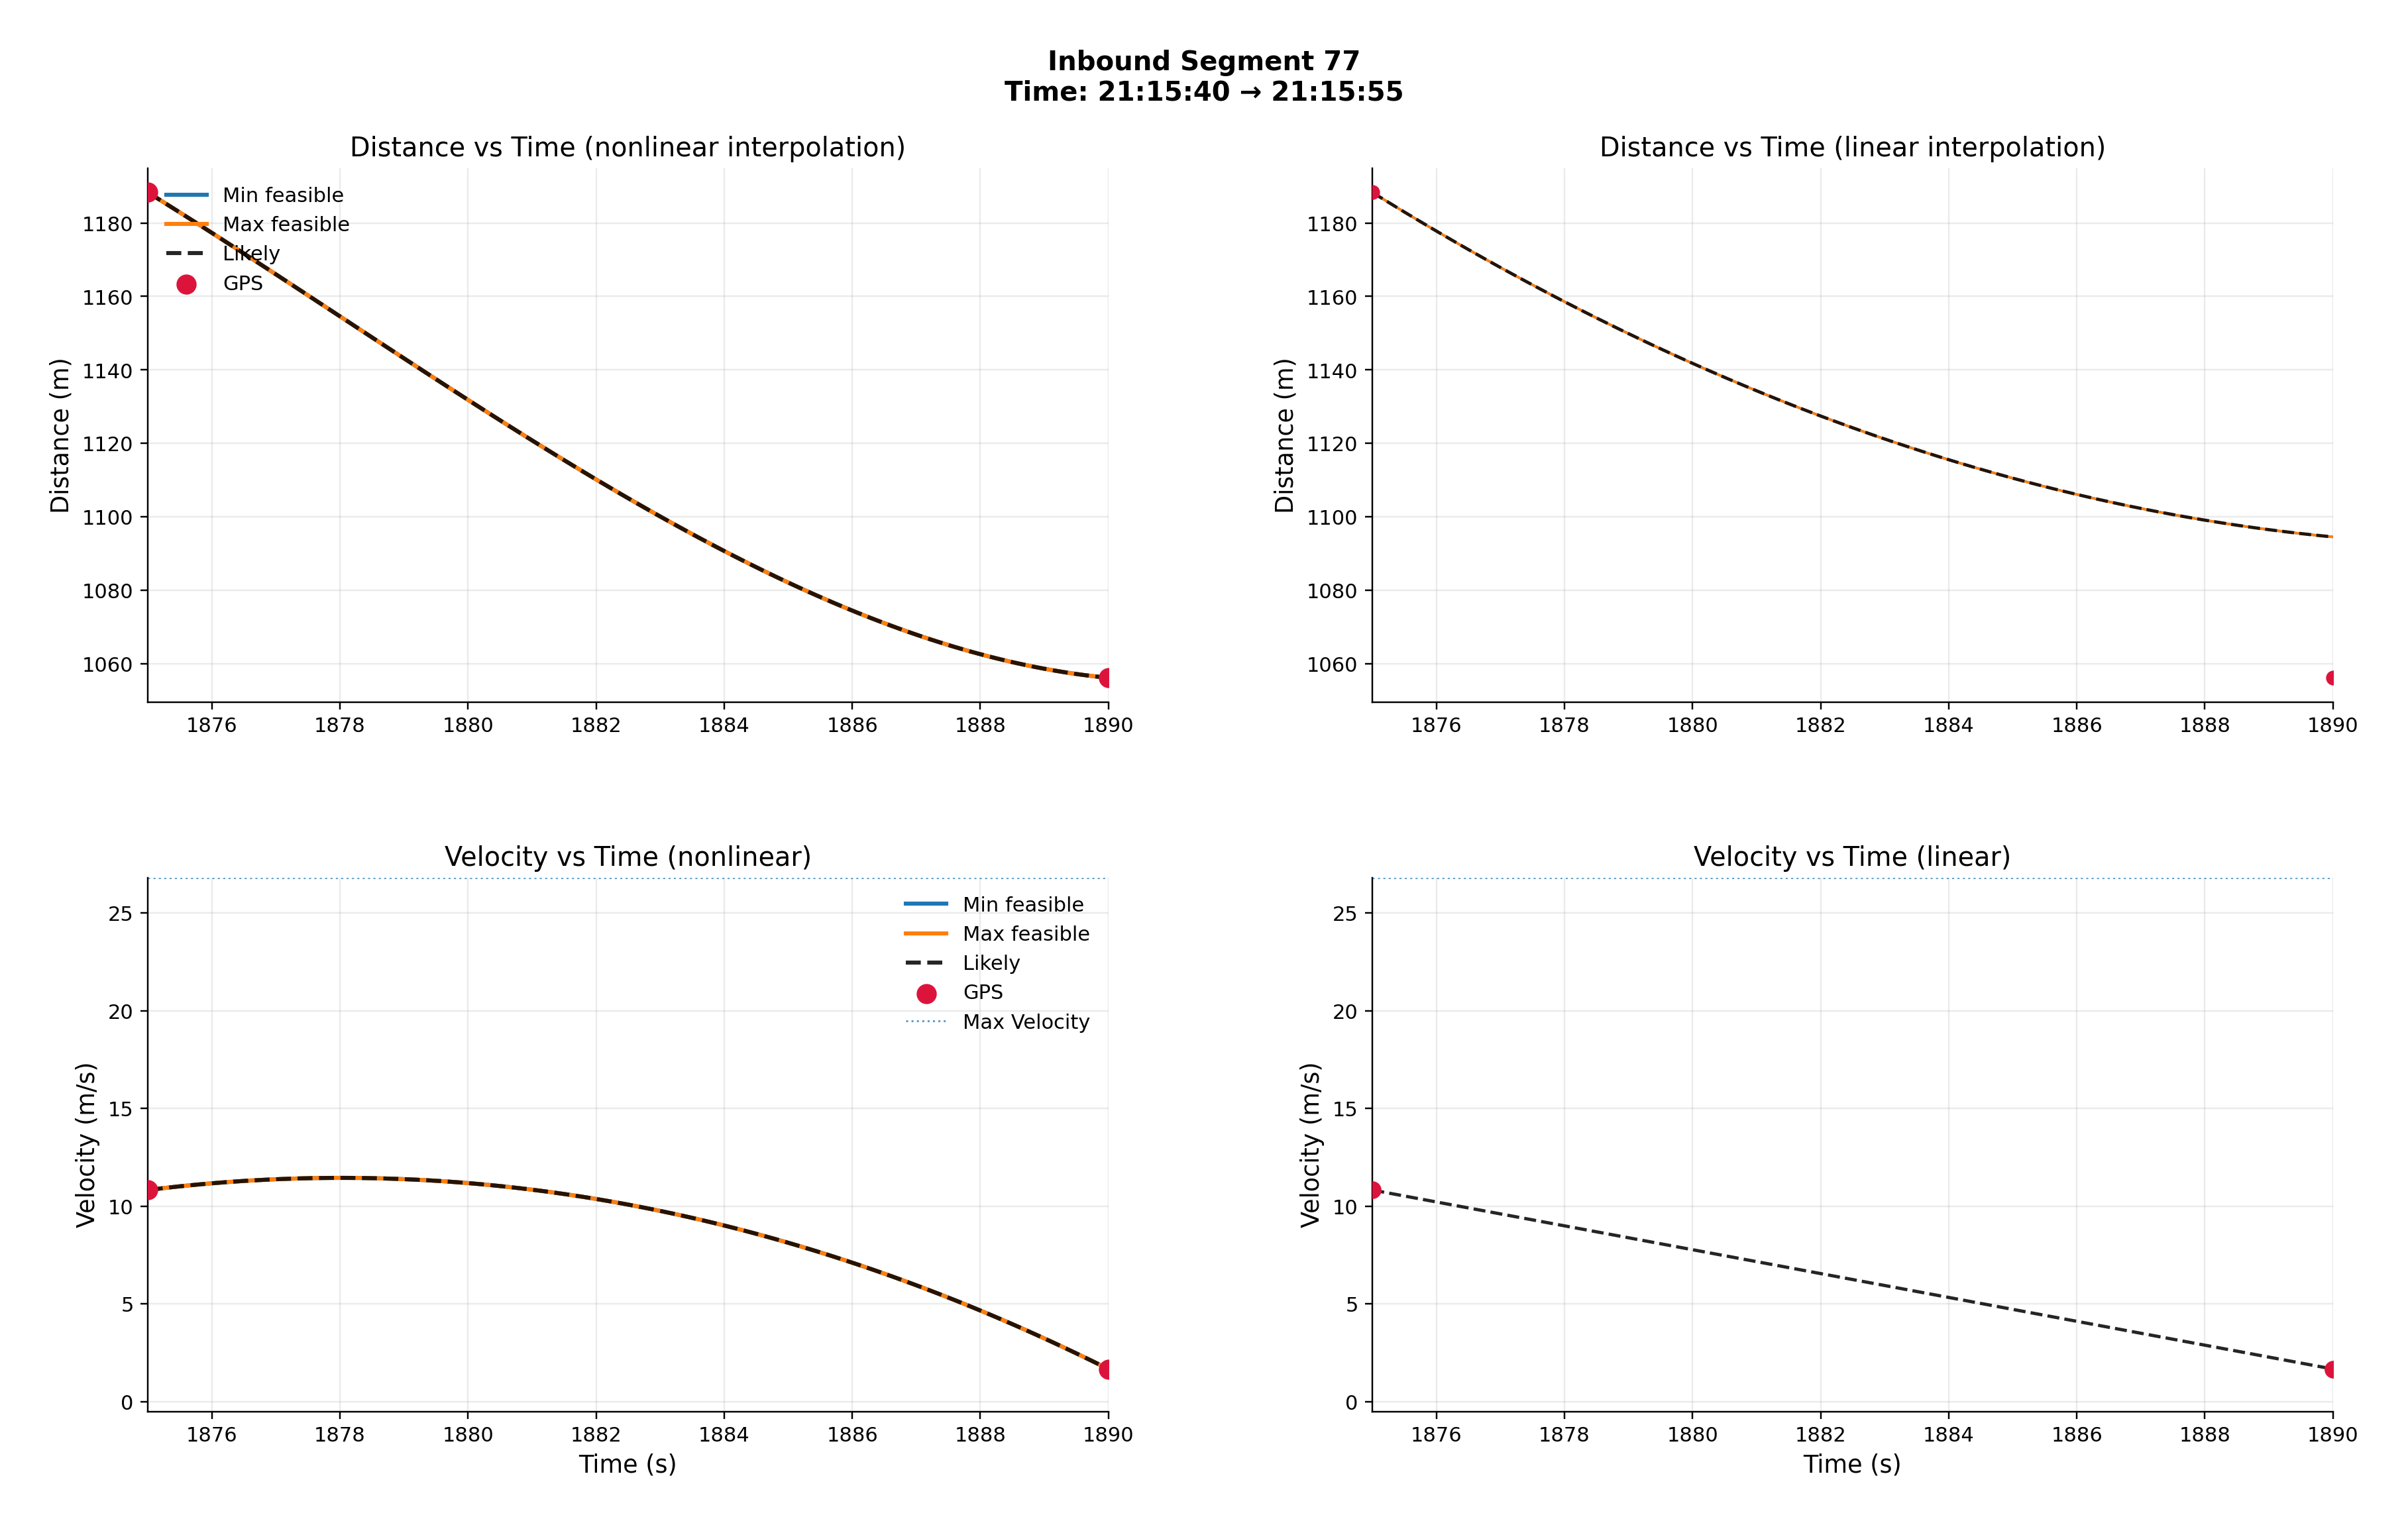 Inbound Segment 77
Time: 21:15:40 → 21:15:55
Distance vs Time (nonlinear interpolation)
Distance (m)
1180
1160
1140
1120
1100
1080
1060
Min feasible
Max feasible
Likely
GPS
1876 1878 1880 1882 1884 1886 1888 1890
Distance vs Time (linear interpolation)
Distance (m)
1180
1160
1140
1120
1100
1080
1060
1876 1878 1880 1882 1884 1886 1888 1890
Velocity vs Time (nonlinear)
Velocity (m/s)
25
20
15
10
5
0
Min feasible
Max feasible
Likely
GPS
Max Velocity
1876 1878 1880 1882 1884 1886 1888 1890
Time (s)
Velocity vs Time (linear)
Velocity (m/s)
25
20
15
10
5
0
1876 1878 1880 1882 1884 1886 1888 1890
Time (s)